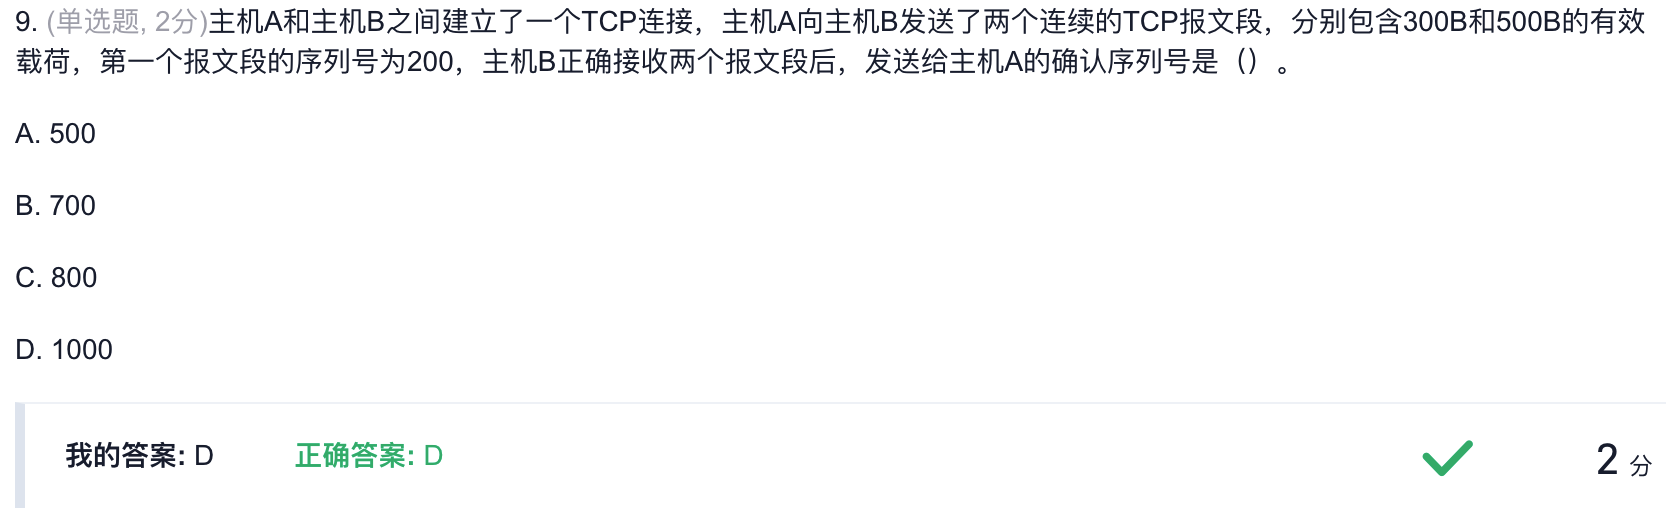 9. (单选题, 2分)主机A和主机B之间建立了一个TCP连接，主机A向主机B发送了两个连续的TCP报文段，分别包含300B和500B的有效
载荷，第一个报文段的序列号为200，主机B正确接收两个报文段后，发送给主机A的确认序列号是（）。
A. 500
B. 700
C. 800
D. 1000
我的答案: D 正确答案: D 2 分